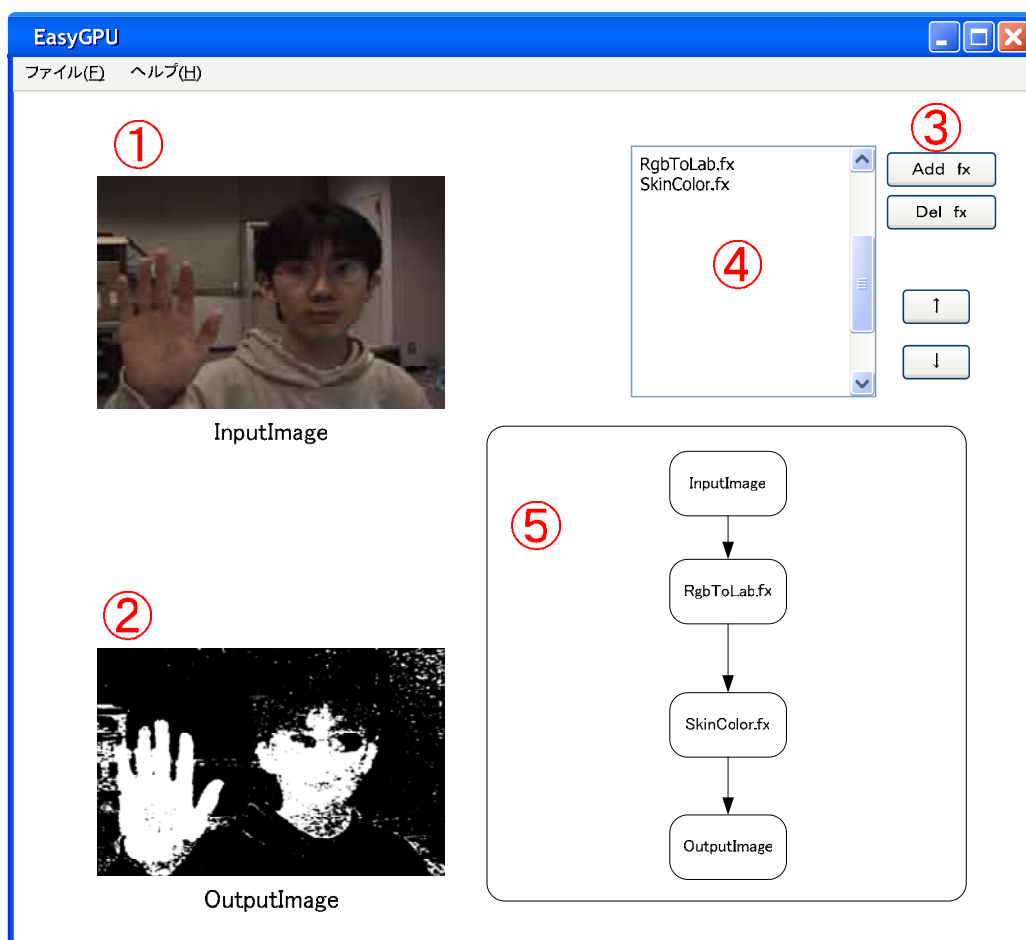 EasyGPU
ファイル(F) ヘルプ(H)
①
InputImage
②
OutputImage
③
Add fx
Del fx
↑
↓
RgbToLab.fx
SkinColor.fx
④
⑤
InputImage
RgbToLab.fx
SkinColor.fx
OutputImage